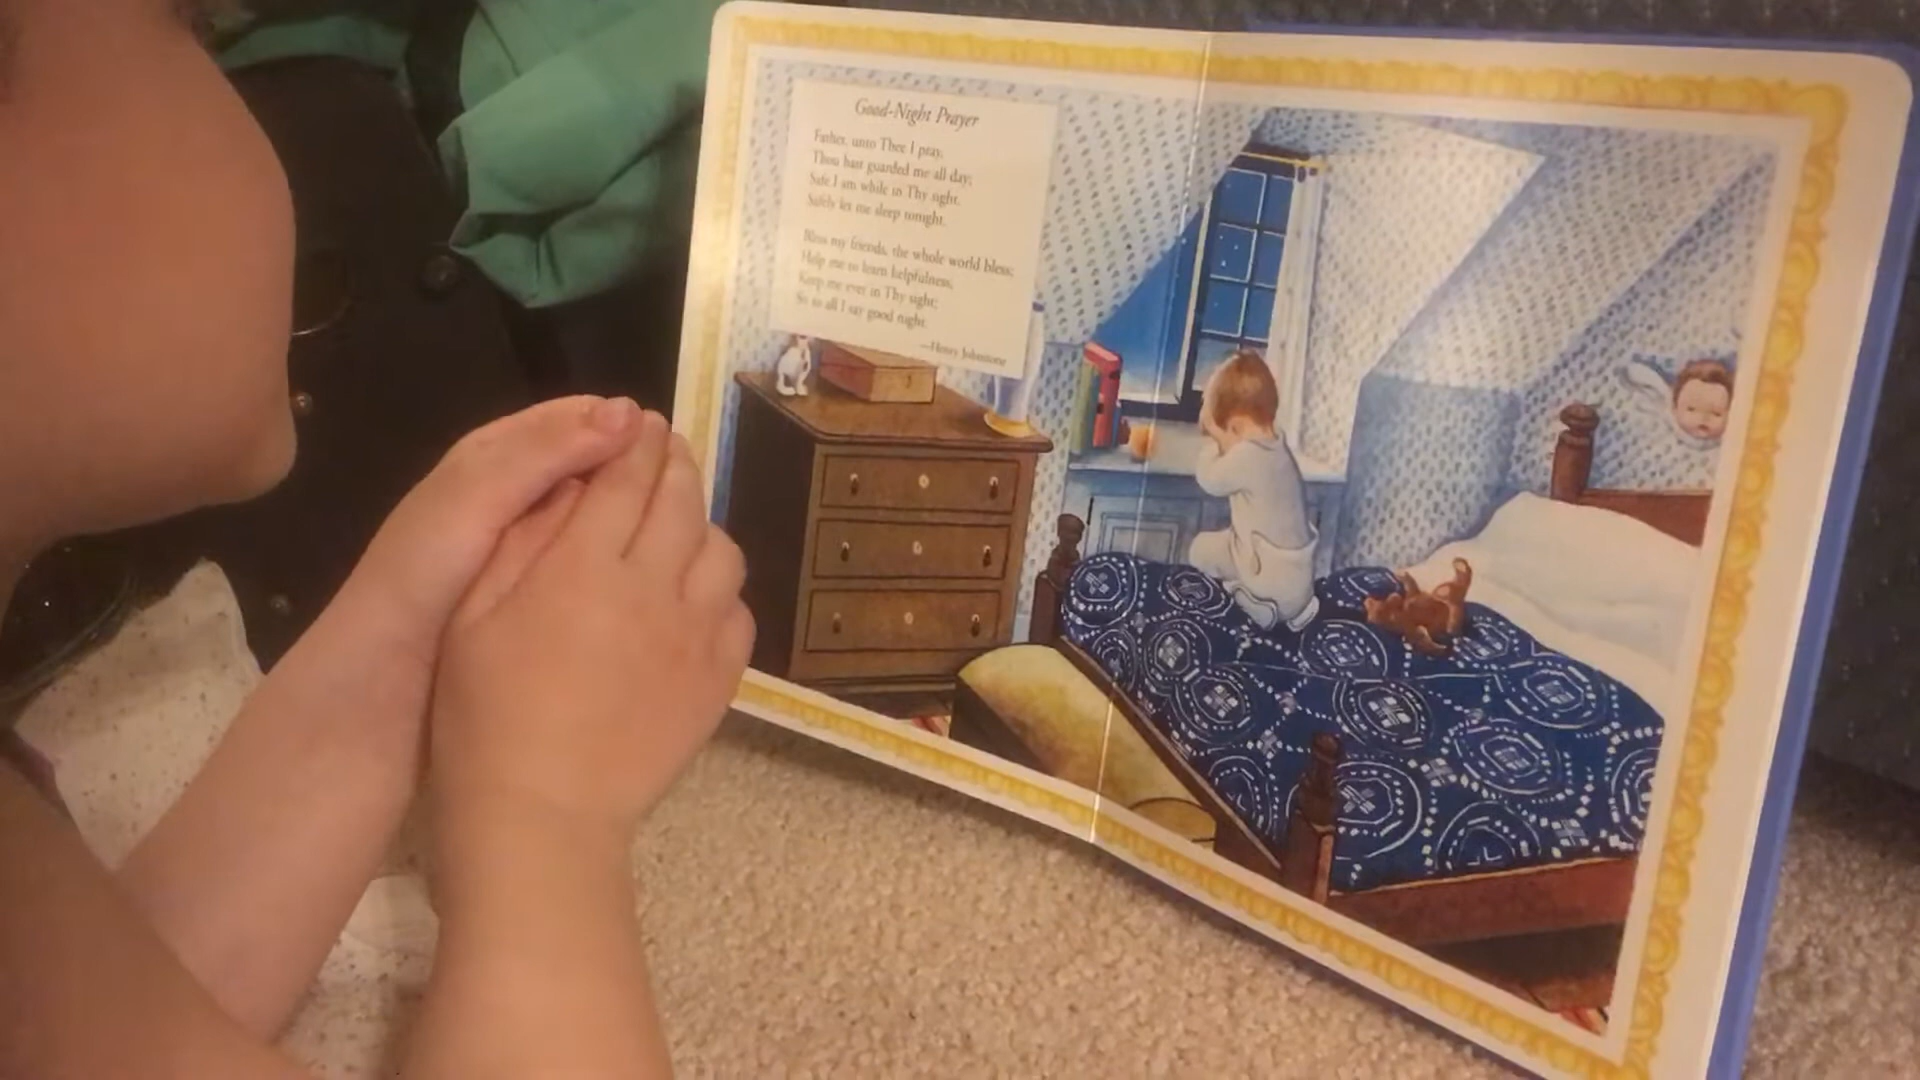 Good-Night Prayer
Father, unto Thee I pray,
Thou hast guarded me all day;
Safe I am while in Thy sight,
Safely let me sleep tonight.
Bless my friends, the whole world bless;
Help me to learn helpfulness;
Keep me ever in Thy sight;
So to all I say good night.
—Henry Johnstone